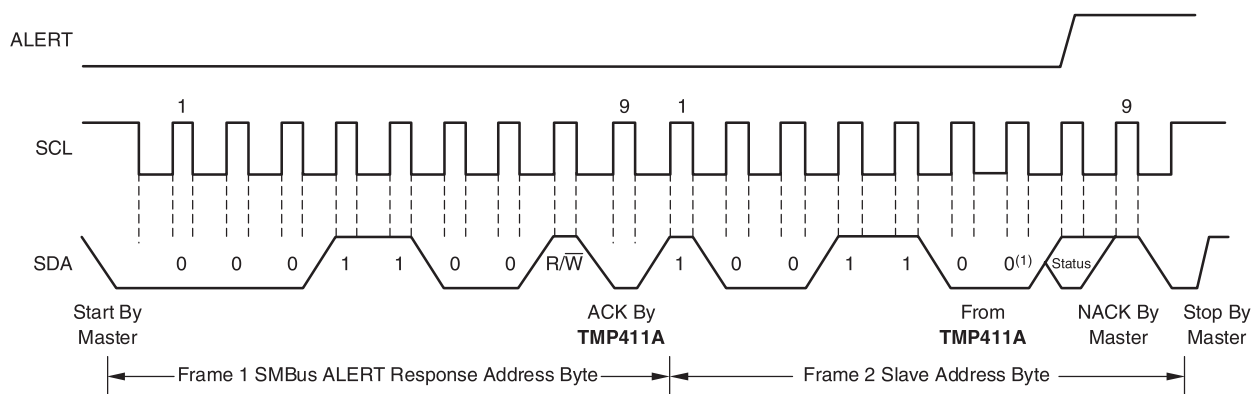 ALERT
1 9 1 9
SCL
SDA 0 0 0 1 1 0 0 R/W̅ 1 0 0 1 1 0 0(1) Status
Start By ACK By From NACK By Stop By
Master TMP411A TMP411A Master Master
Frame 1 SMBus ALERT Response Address Byte Frame 2 Slave Address Byte